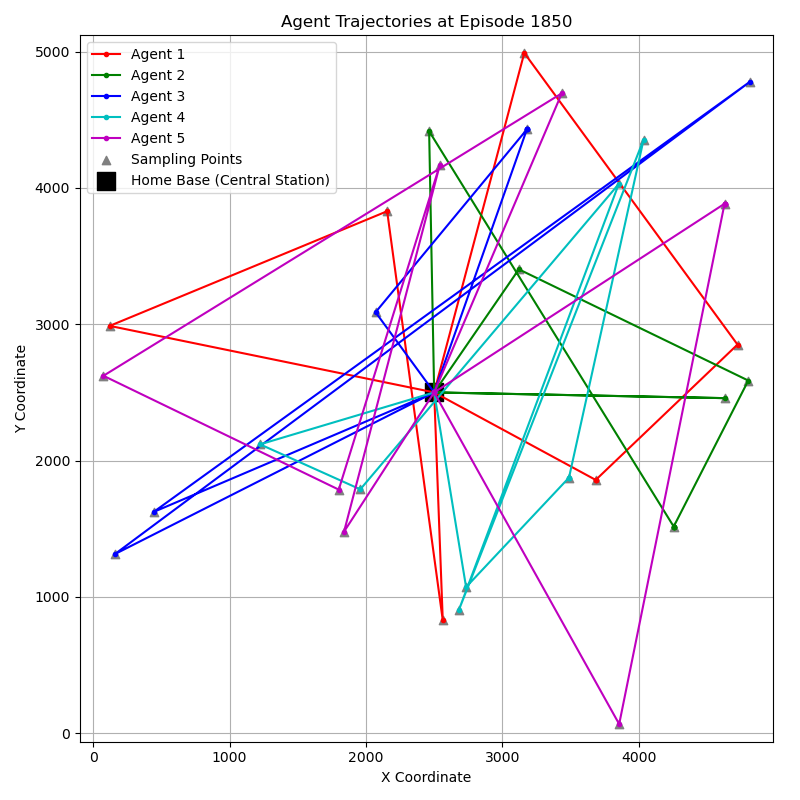 Agent Trajectories at Episode 1850
Agent 1
Agent 2
Agent 3
Agent 4
Agent 5
Sampling Points
Home Base (Central Station)
5000
4000
3000
2000
1000
0
Y Coordinate
0 1000 2000 3000 4000
X Coordinate